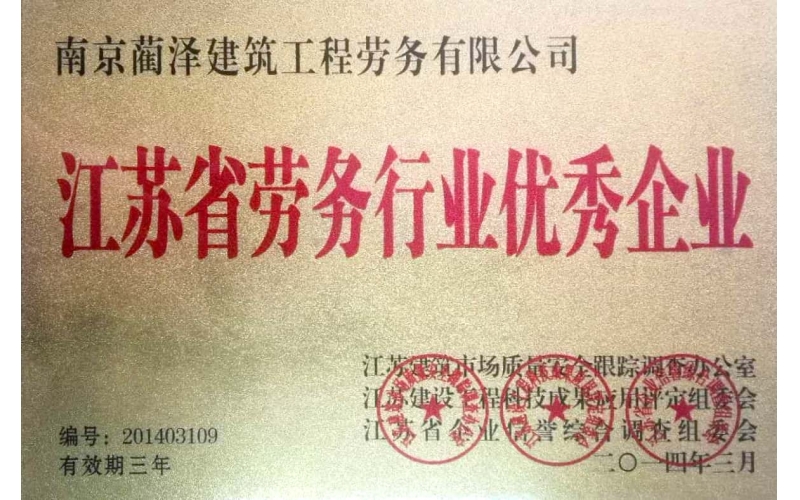 南京蔺泽建筑工程劳务有限公司
江苏省劳务行业优秀企业
江苏建筑市场质量安全跟踪调查办公室
江苏建设工程科技成果应用评定组委会
江苏省企业信誉综合调查组委会
编号:201403109
有效期三年
二〇一四年三月